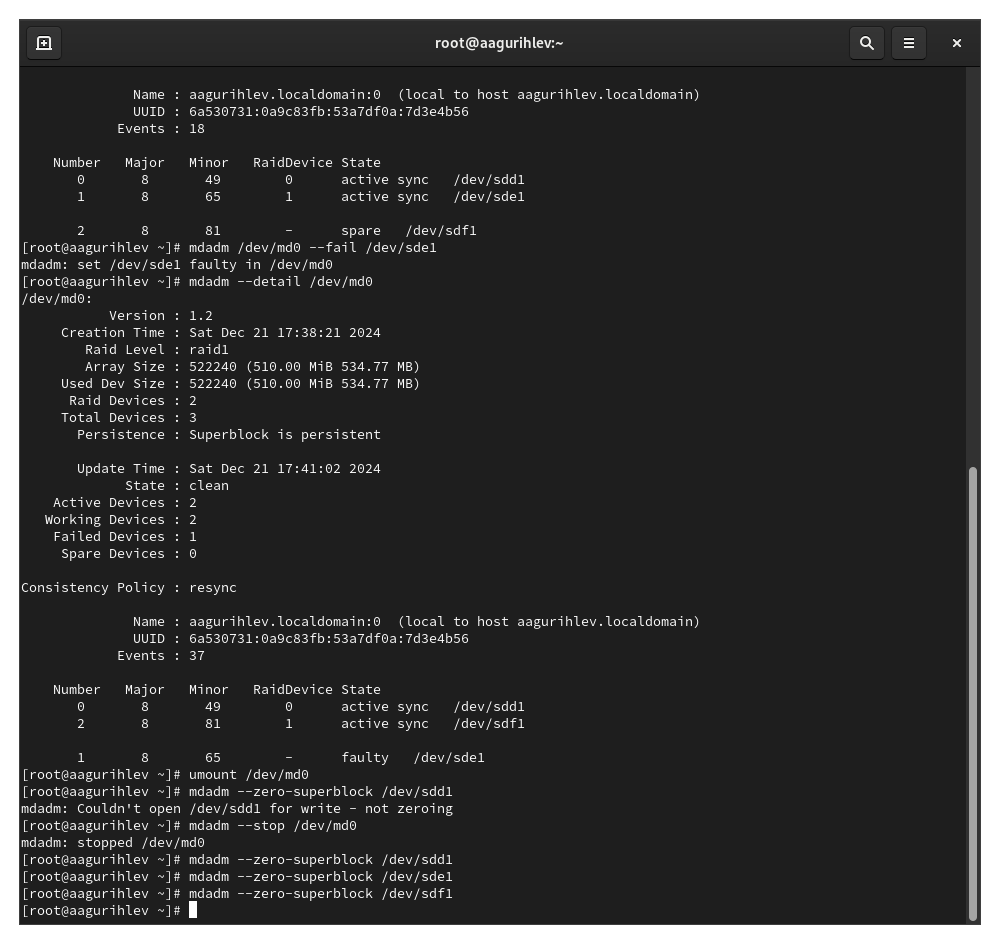 root@aagurihlev:~
Name : aagurihlev.localdomain:0  (local to host aagurihlev.localdomain)
UUID : 6a530731:0a9c83fb:53a7df0a:7d3e4b56
Events : 18
Number   Major   Minor   RaidDevice State
0       8       49        0      active sync   /dev/sdd1
1       8       65        1      active sync   /dev/sde1
2       8       81        -      spare   /dev/sdf1
[root@aagurihlev ~]# mdadm /dev/md0 --fail /dev/sde1
mdadm: set /dev/sde1 faulty in /dev/md0
[root@aagurihlev ~]# mdadm --detail /dev/md0
/dev/md0:
Version : 1.2
Creation Time : Sat Dec 21 17:38:21 2024
Raid Level : raid1
Array Size : 522240 (510.00 MiB 534.77 MB)
Used Dev Size : 522240 (510.00 MiB 534.77 MB)
Raid Devices : 2
Total Devices : 3
Persistence : Superblock is persistent
Update Time : Sat Dec 21 17:41:02 2024
State : clean
Active Devices : 2
Working Devices : 2
Failed Devices : 1
Spare Devices : 0
Consistency Policy : resync
Name : aagurihlev.localdomain:0  (local to host aagurihlev.localdomain)
UUID : 6a530731:0a9c83fb:53a7df0a:7d3e4b56
Events : 37
Number   Major   Minor   RaidDevice State
0       8       49        0      active sync   /dev/sdd1
2       8       81        1      active sync   /dev/sdf1
1       8       65        -      faulty   /dev/sde1
[root@aagurihlev ~]# umount /dev/md0
[root@aagurihlev ~]# mdadm --zero-superblock /dev/sdd1
mdadm: Couldn't open /dev/sdd1 for write - not zeroing
[root@aagurihlev ~]# mdadm --stop /dev/md0
mdadm: stopped /dev/md0
[root@aagurihlev ~]# mdadm --zero-superblock /dev/sdd1
[root@aagurihlev ~]# mdadm --zero-superblock /dev/sde1
[root@aagurihlev ~]# mdadm --zero-superblock /dev/sdf1
[root@aagurihlev ~]#